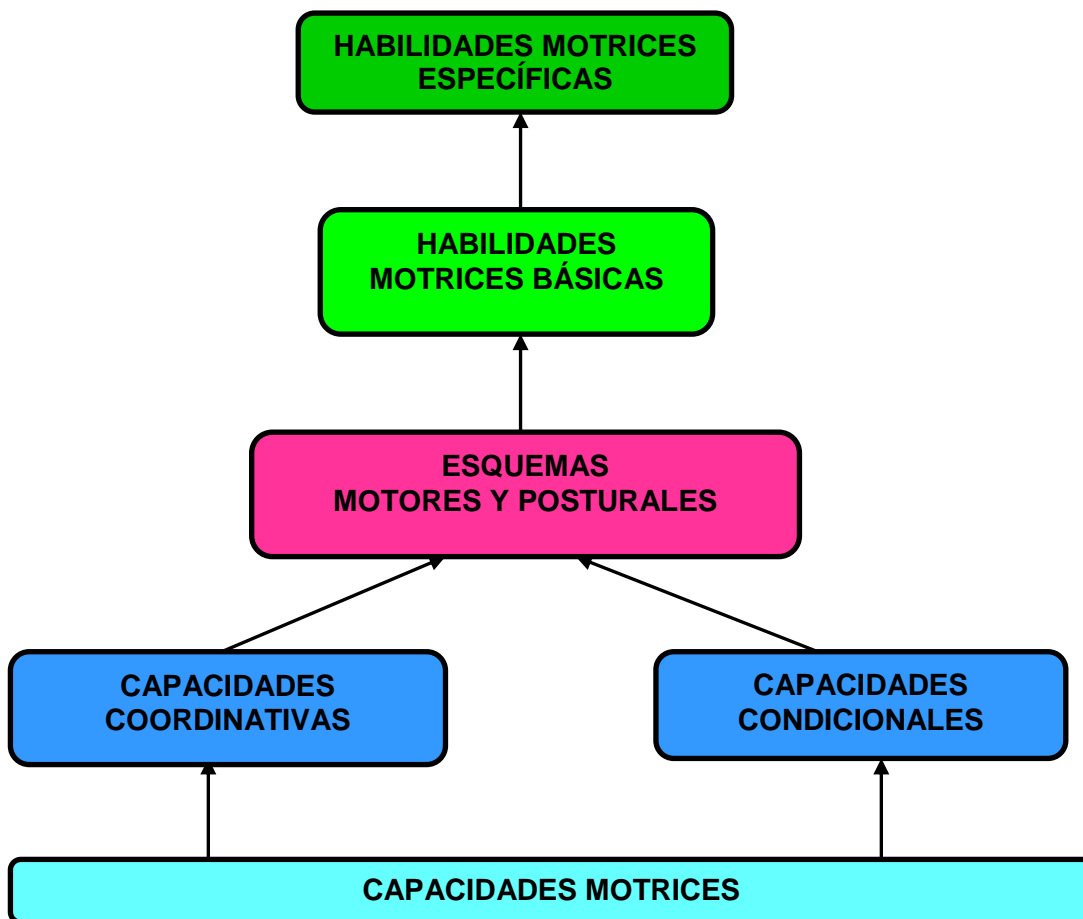 HABILIDADES MOTRICES
ESPECÍFICAS
HABILIDADES
MOTRICES BÁSICAS
ESQUEMAS
MOTORES Y POSTURALES
CAPACIDADES
COORDINATIVAS
CAPACIDADES
CONDICIONALES
CAPACIDADES MOTRICES